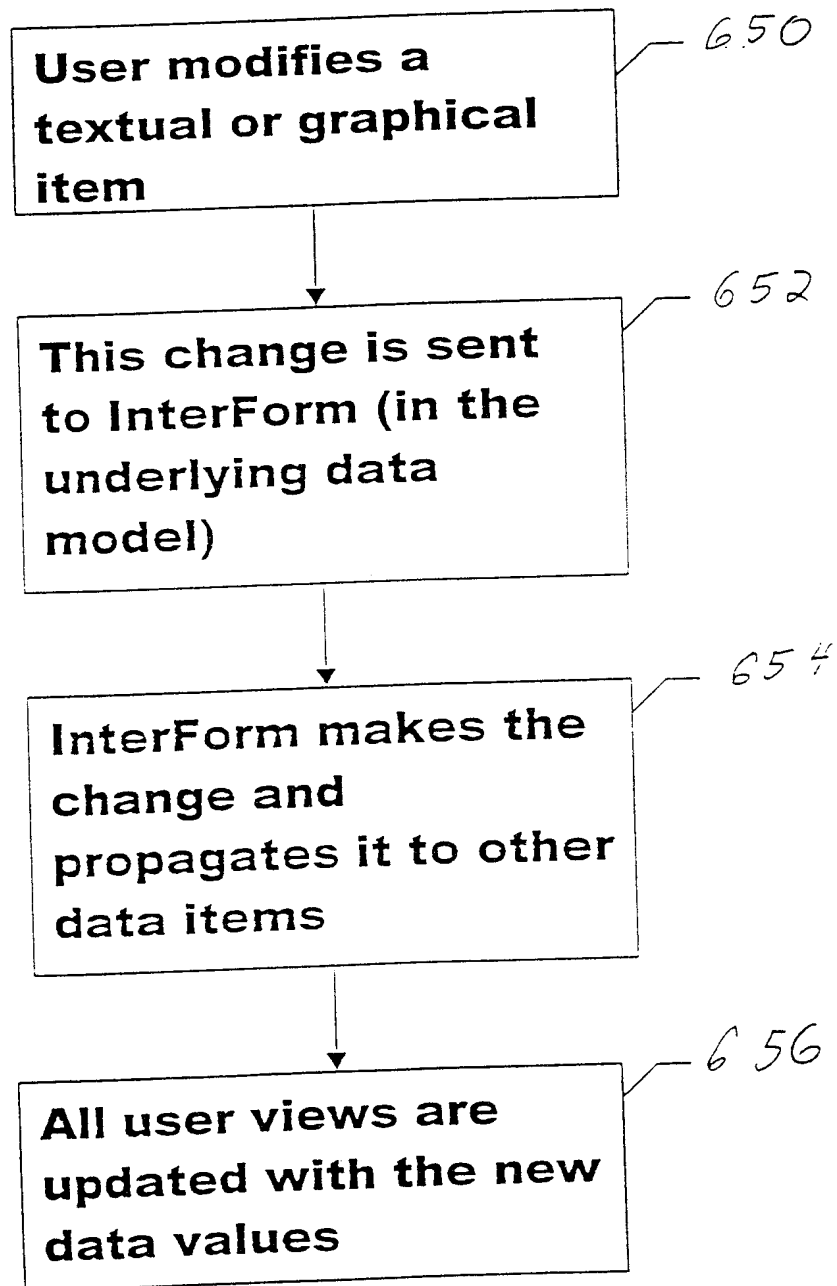 650
User modifies a
textual or graphical
item
652
This change is sent
to InterForm (in the
underlying data
model)
654
InterForm makes the
change and
propagates it to other
data items
656
All user views are
updated with the new
data values